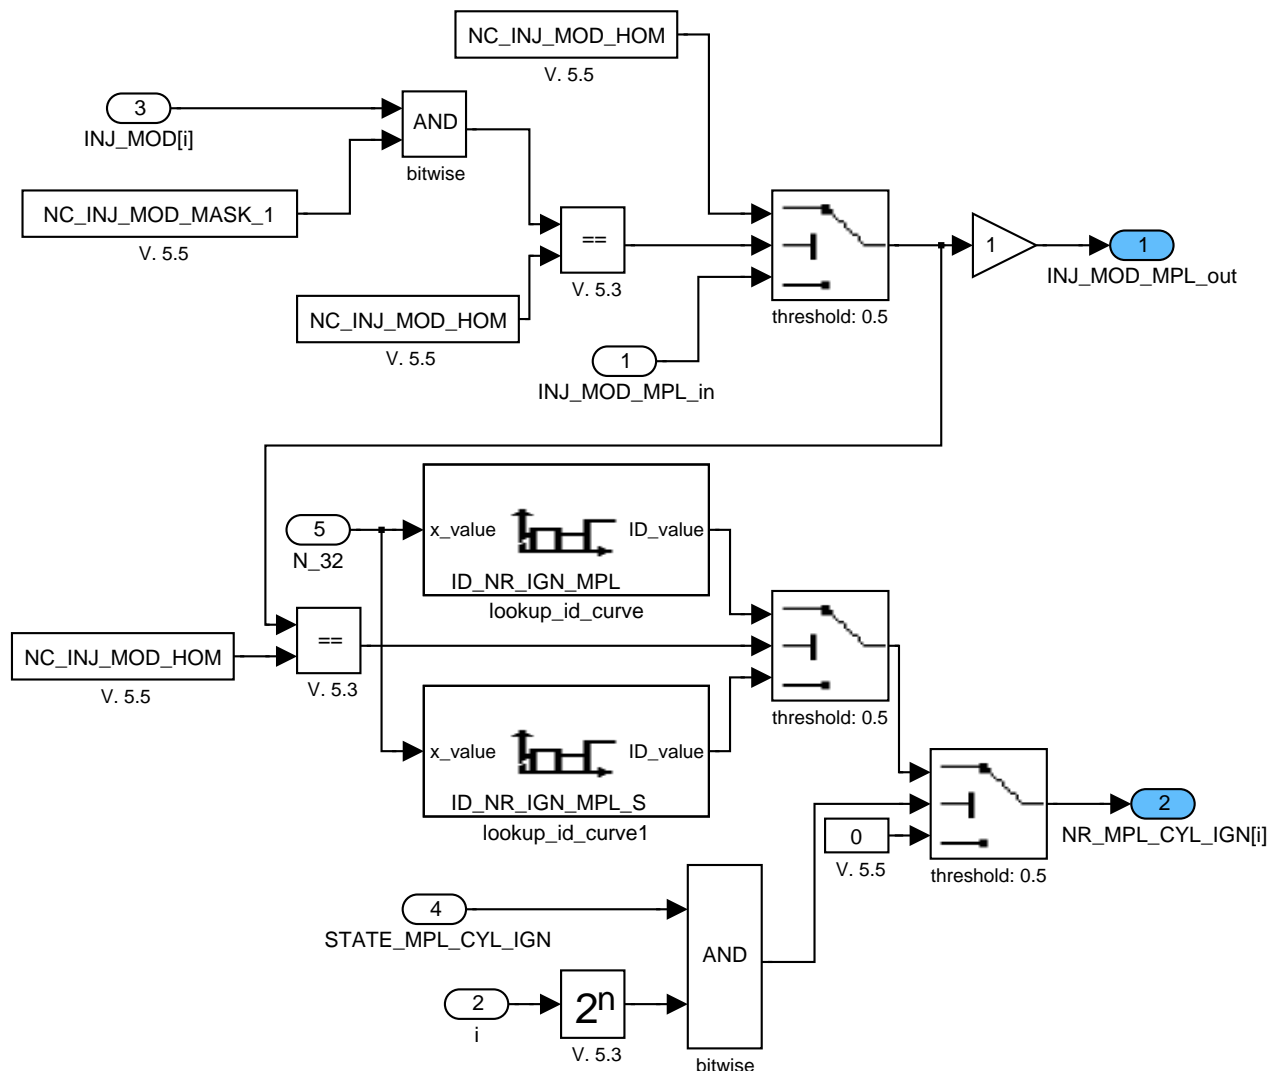 NC_INJ_MOD_HOM
V. 5.5
3
INJ_MOD[i]
AND
bitwise
NC_INJ_MOD_MASK_1
V. 5.5
==
V. 5.3
NC_INJ_MOD_HOM
V. 5.5
threshold: 0.5
1
1
INJ_MOD_MPL_out
1
INJ_MOD_MPL_in
5
N_32
x_value
ID_value
ID_NR_IGN_MPL
lookup_id_curve
NC_INJ_MOD_HOM
V. 5.5
==
V. 5.3
threshold: 0.5
x_value
ID_value
ID_NR_IGN_MPL_S
lookup_id_curve1
0
V. 5.5
threshold: 0.5
2
NR_MPL_CYL_IGN[i]
4
STATE_MPL_CYL_IGN
AND
bitwise
2
i
2n
V. 5.3